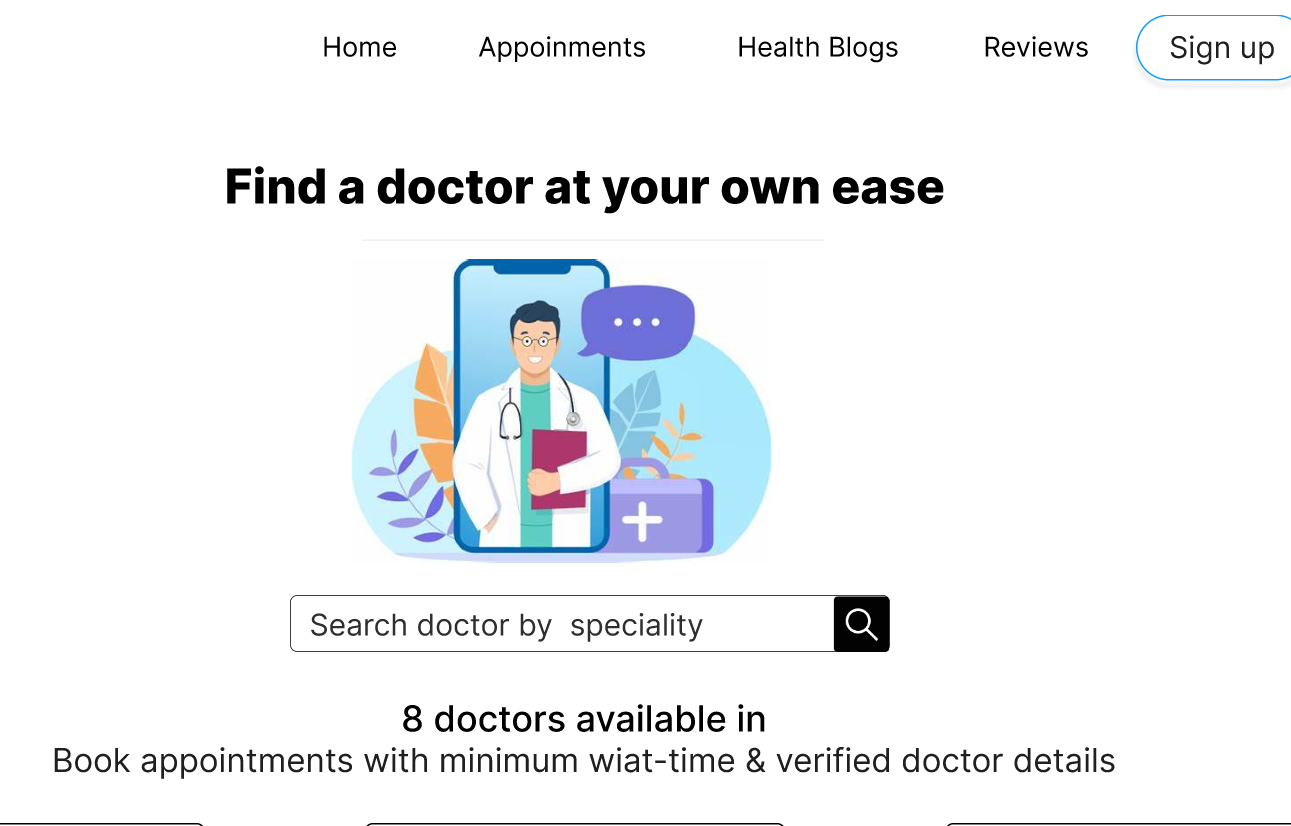 Home Appoinments Health Blogs Reviews Sign up
Find a doctor at your own ease
Search doctor by  speciality
8 doctors available in
Book appointments with minimum wiat-time & verified doctor details